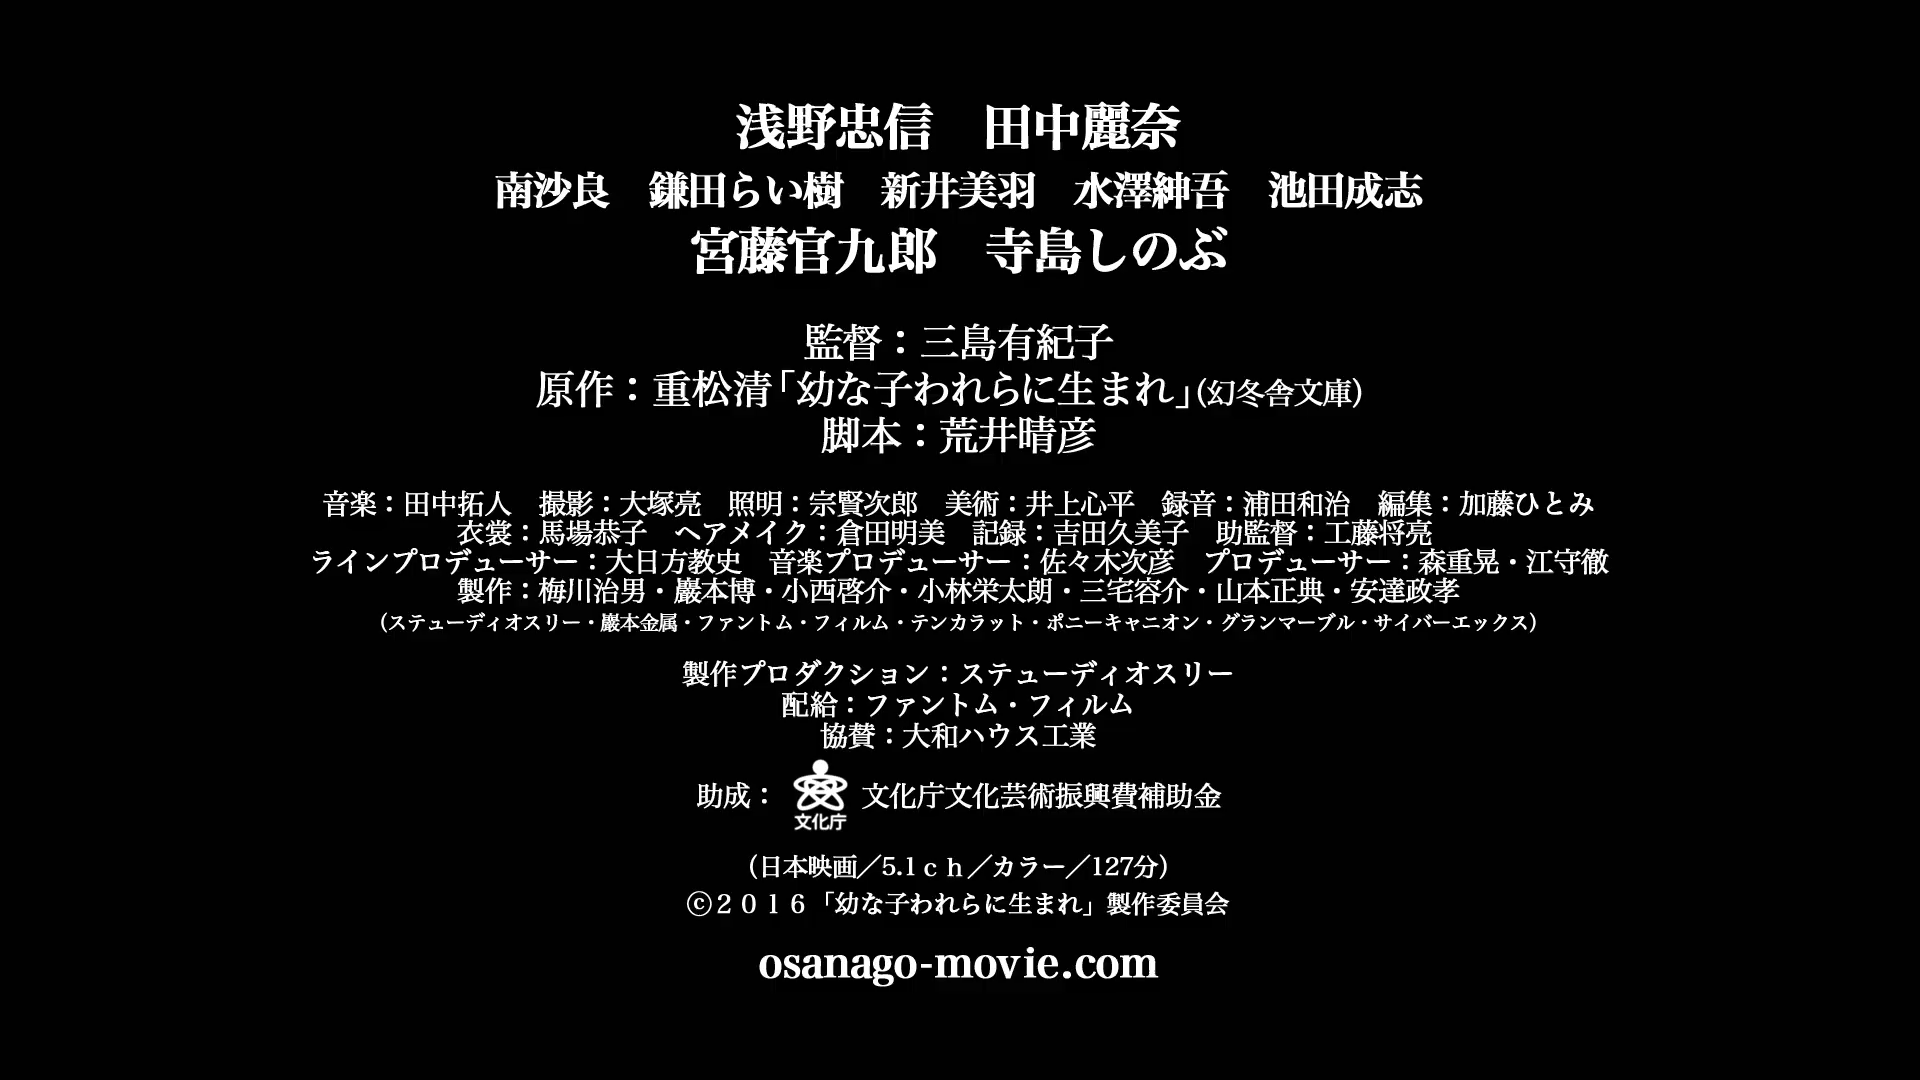 浅野忠信　田中麗奈
南沙良　鎌田らい樹　新井美羽　水澤紳吾　池田成志
宮藤官九郎　寺島しのぶ
監督：三島有紀子
原作：重松清「幼な子われらに生まれ」(幻冬舎文庫)
脚本：荒井晴彦
音楽：田中拓人　撮影：大塚亮　照明：宗賢次郎　美術：井上心平　録音：浦田和治　編集：加藤ひとみ
衣裳：馬場恭子　ヘアメイク：倉田明美　記録：吉田久美子　助監督：工藤将亮
ラインプロデューサー：大日方教史　音楽プロデューサー：佐々木次彦　プロデューサー：森重晃・江守徹
製作：梅川治男・巖本博・小西啓介・小林栄太朗・三宅容介・山本正典・安達政孝
(ステューディオスリー・巖本金属・ファントム・フィルム・テンカラット・ポニーキャニオン・グランマーブル・サイバーエックス)
製作プロダクション：ステューディオスリー
配給：ファントム・フィルム
協賛：大和ハウス工業
助成：　文化庁　文化庁文化芸術振興費補助金
(日本映画／5.1ｃｈ／カラー／127分)
©２０１６「幼な子われらに生まれ」製作委員会
osanago-movie.com